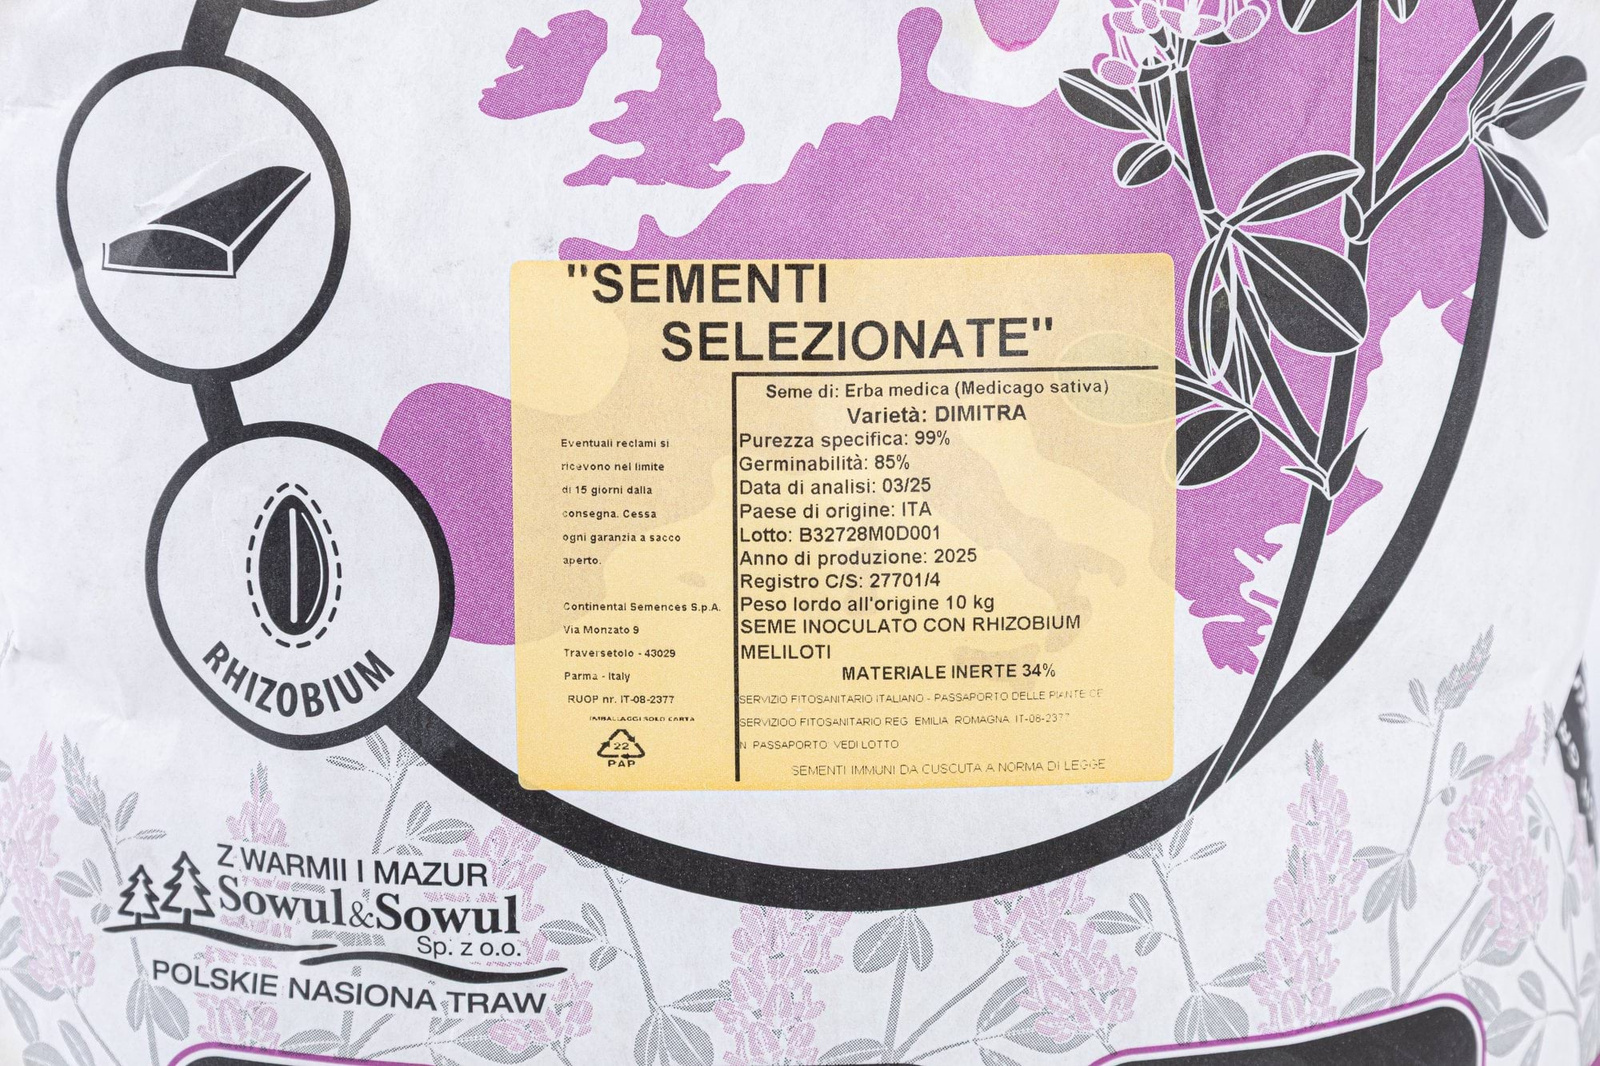 "SEMENTI
SELEZIONATE"
Seme di: Erba medica (Medicago sativa)
Varietà: DIMITRA
Purezza specifica: 99%
Germinabilità: 85%
Data di analisi: 03/25
Paese di origine: ITA
Lotto: B32728M0D001
Anno di produzione: 2025
Registro C/S: 27701/4
Peso lordo all'origine 10 kg
SEME INOCULATO CON RHIZOBIUM
MELILOTI
MATERIALE INERTE 34%
SERVIZIO FITOSANITARIO ITALIANO - PASSAPORTO DELLE PIANTE CE
SERVIZIOO FITOSANITARIO REG. EMILIA ROMAGNA IT-08-2377
N PASSAPORTO VEDI LOTTO
SEMENTI IMMUNI DA CUSCUTA A NORMA DI LEGGE
Eventuali reclami si
ricevono nel limite
di 15 giorni dalla
consegna. Cessa
ogni garanzia a sacco
aperto.
Continental Semences S.p.A.
Via Monzato 9
Traversetolo - 43029
Parma - Italy
RUOP nr. IT-08-2377
IMBALLAGGI SOLO CARTA
22
PAP
RHIZOBIUM
Z WARMII I MAZUR
Sowul&Sowul
Sp. z o.o.
POLSKIE NASIONA TRAW